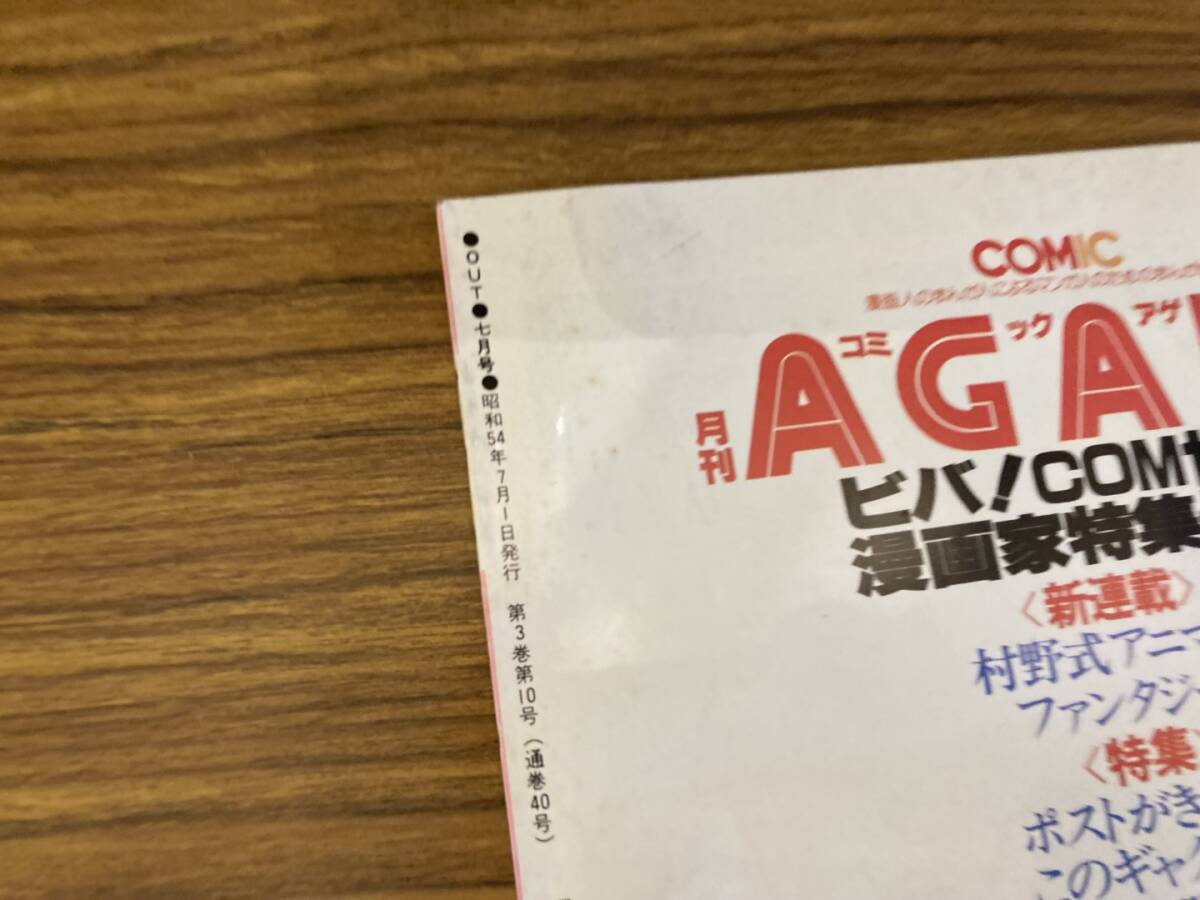 ●OUT●七月号●昭和54年7月1日発行 第3巻第10号(通巻40号)
COMIC
コミックアゲ
月刊
AGA
ビバ!COM
漫画家特集
〈新連載〉
村野式アニ
ファンタジ
〈特集〉
ポストがき
このギャグ